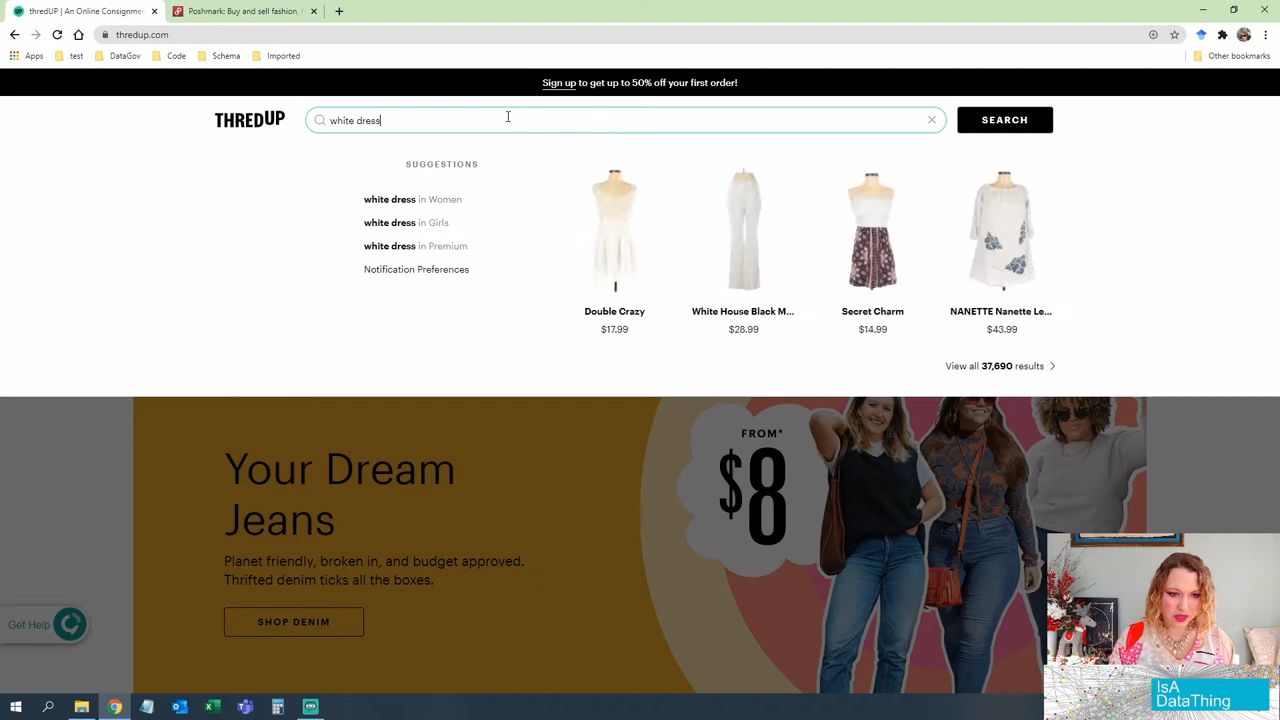 thredUP | An Online Consignmen
Poshmark: Buy and sell fashion,
thredup.com
Apps
test
DataGov
Code
Schema
Imported
Other bookmarks
Sign up to get up to 50% off your first order!
THREDUP
white dress
SEARCH
SUGGESTIONS
white dress in Women
white dress in Girls
white dress in Premium
Notification Preferences
Double Crazy
$17.99
White House Black M...
$28.99
Secret Charm
$14.99
NANETTE Nanette Le...
$43.99
View all 37,690 results
Your Dream
Jeans
Planet friendly, broken in, and budget approved.
Thrifted denim ticks all the boxes.
SHOP DENIM
FROM*
$8
Get Help
IsA
DataThing